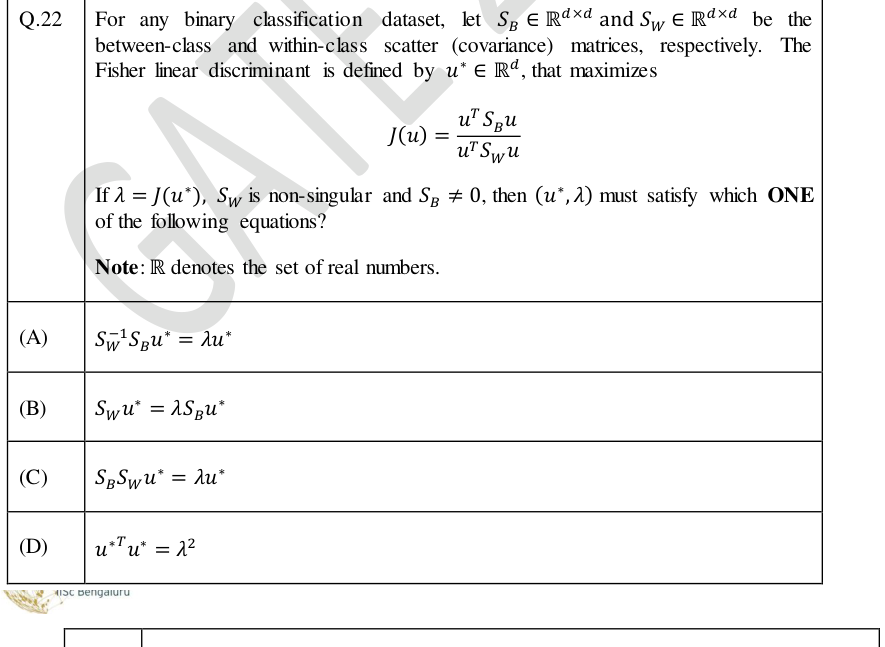 Q.22 For any binary classification dataset, let S_B ∈ ℝ^{d×d} and S_W ∈ ℝ^{d×d} be the
between-class and within-class scatter (covariance) matrices, respectively. The
Fisher linear discriminant is defined by u* ∈ ℝ^d, that maximizes
J(u) = \frac{u^T S_B u}{u^T S_W u}
If λ = J(u*), S_W is non-singular and S_B ≠ 0, then (u*, λ) must satisfy which ONE
of the following equations?
Note: ℝ denotes the set of real numbers.
(A) S_W^{-1} S_B u* = λu*
(B) S_W u* = λS_B u*
(C) S_B S_W u* = λu*
(D) u*^T u* = λ^2
IISc Bengaluru
GATE